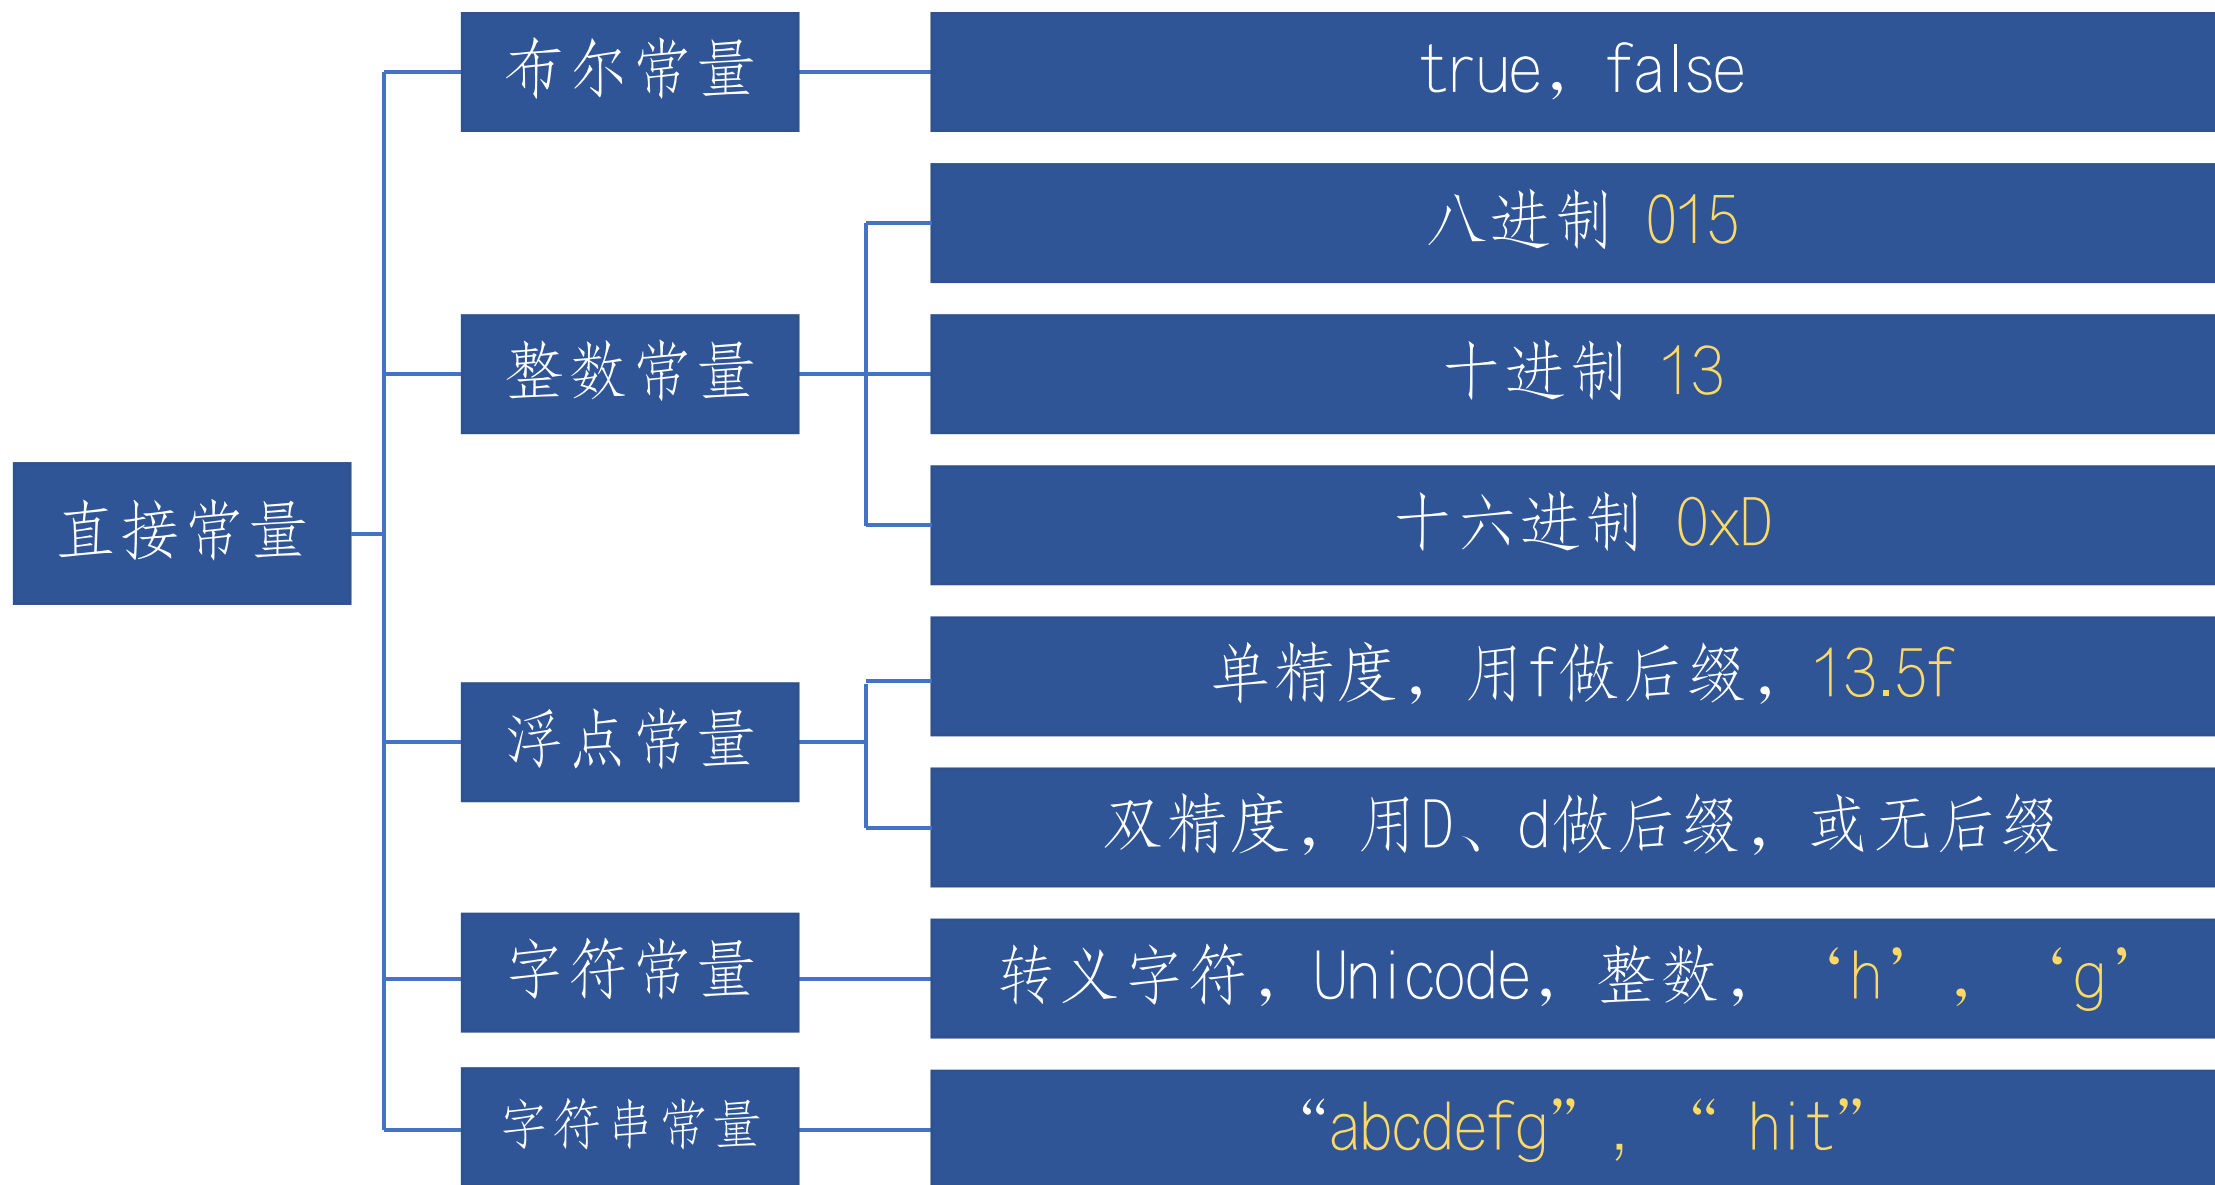 直接常量
布尔常量
true，false
整数常量
八进制 015
十进制 13
十六进制 0xD
浮点常量
单精度，用f做后缀，13.5f
双精度，用D、d做后缀，或无后缀
字符常量
转义字符，Unicode，整数，‘h’，‘g’
字符串常量
“abcdefg”，“ hit”